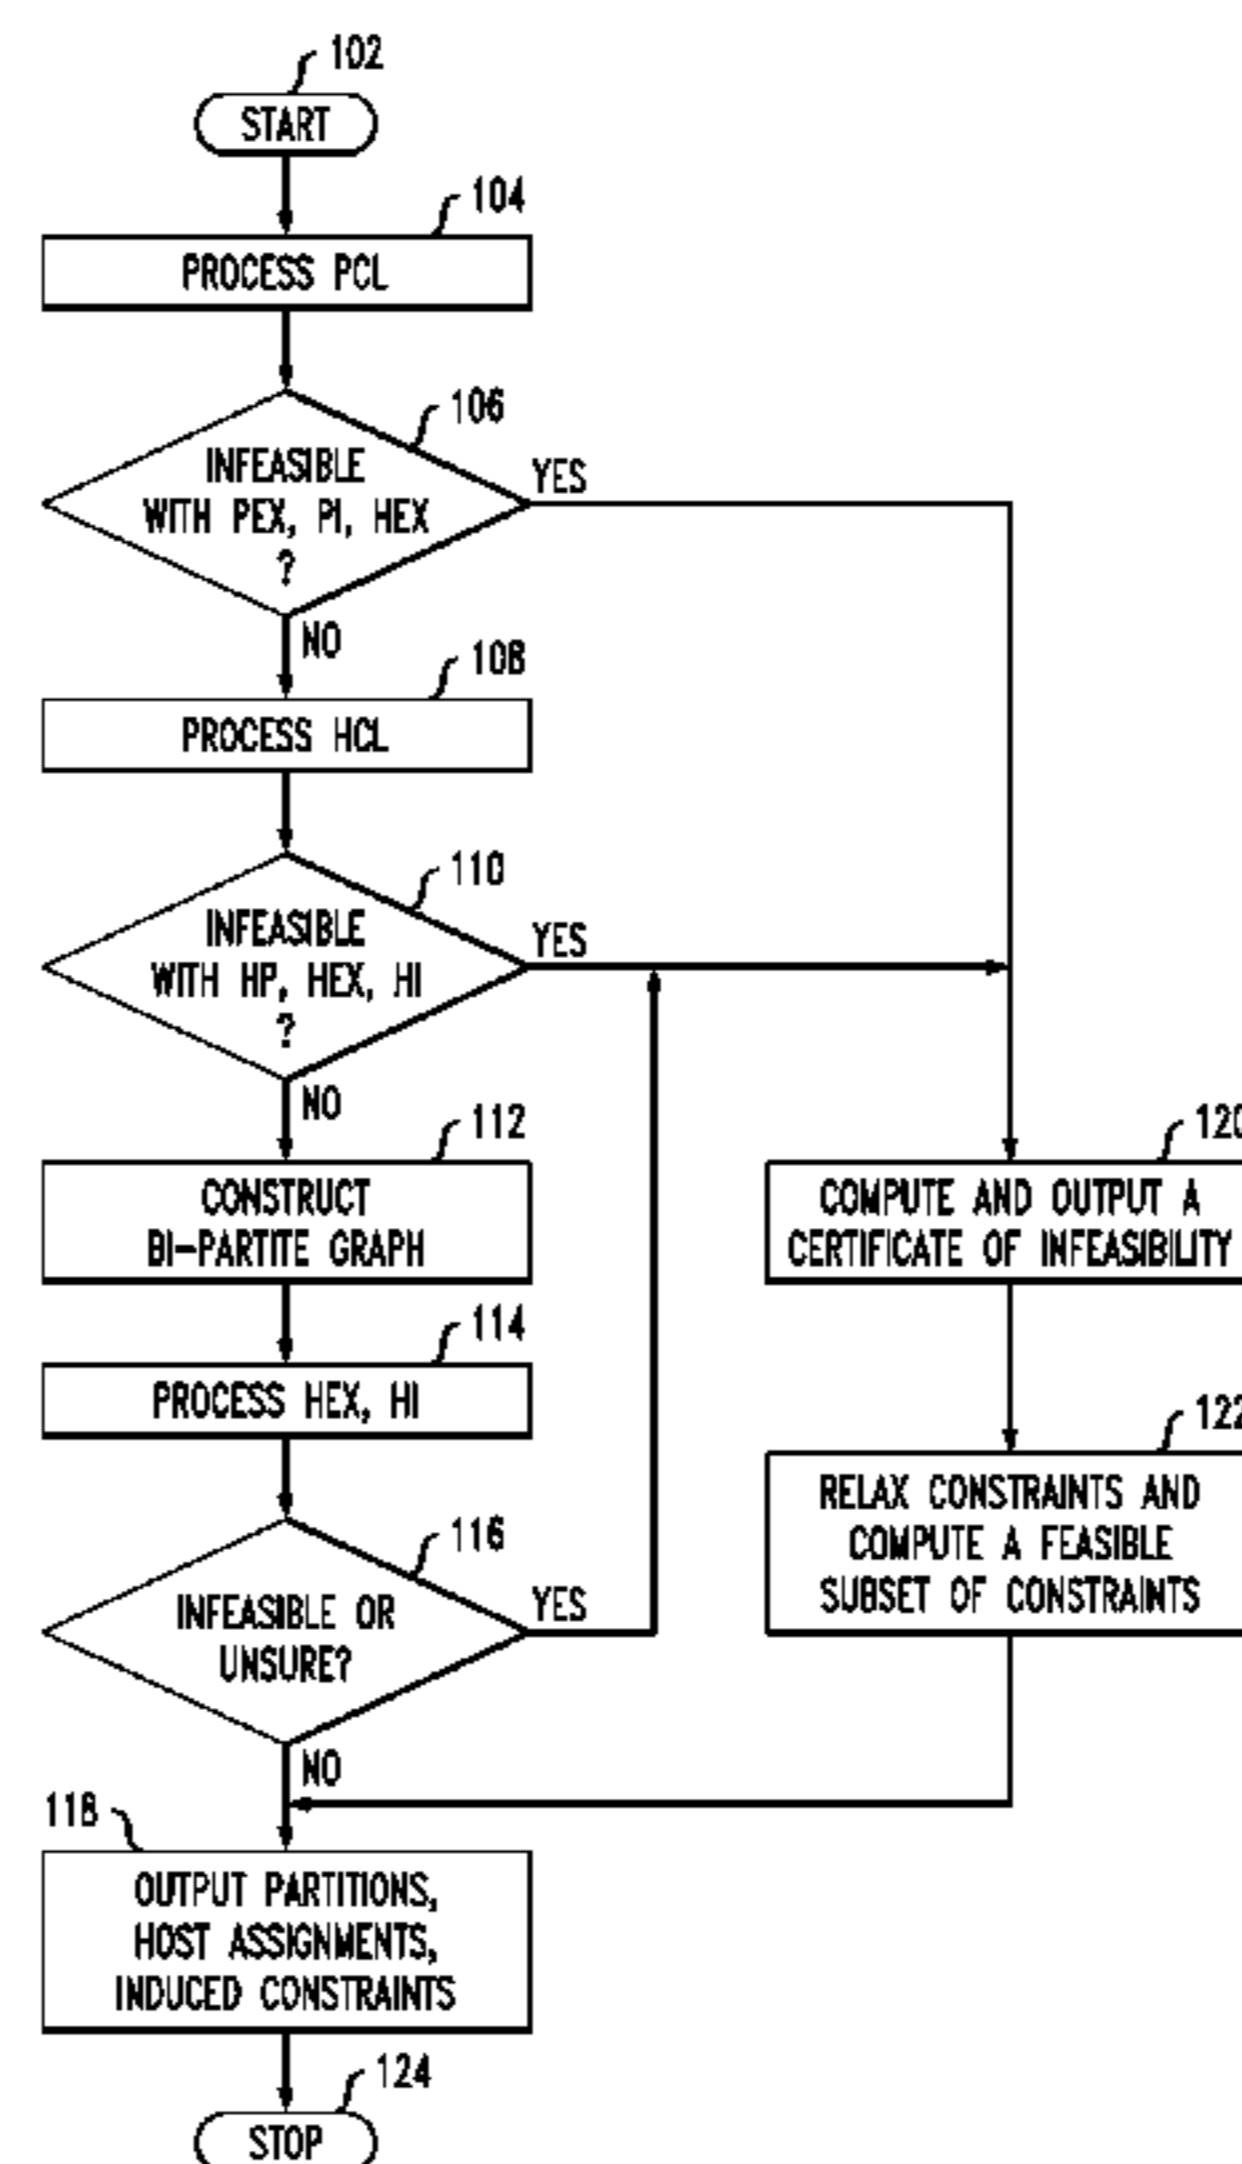 102
START
104
PROCESS PCL
106
INFEASIBLE
WITH PEX, PI, HEX
?
YES
NO
108
PROCESS HCL
110
INFEASIBLE
WITH HP, HEX, HI
?
YES
NO
112
CONSTRUCT
BI-PARTITE GRAPH
120
COMPUTE AND OUTPUT A
CERTIFICATE OF INFEASIBILITY
114
PROCESS HEX, HI
122
RELAX CONSTRAINTS AND
COMPUTE A FEASIBLE
SUBSET OF CONSTRAINTS
116
INFEASIBLE OR
UNSURE?
YES
NO
118
OUTPUT PARTITIONS,
HOST ASSIGNMENTS,
INDUCED CONSTRAINTS
124
STOP